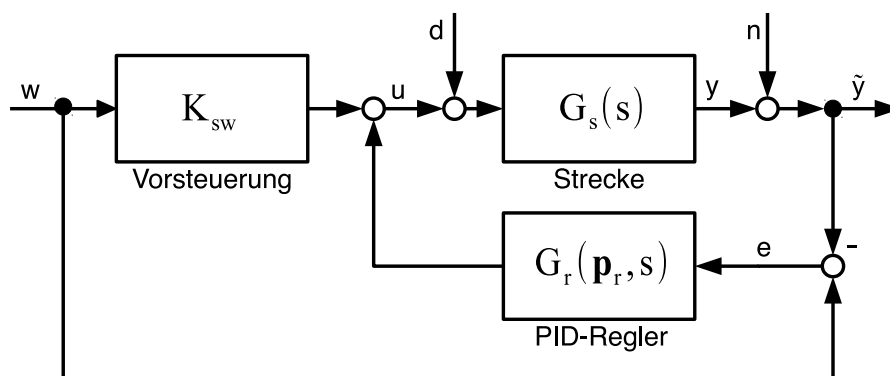 d
n
w
K_sw
u
G_s(s)
y
ỹ
Vorsteuerung
Strecke
-
G_r(p_r,s)
e
PID-Regler